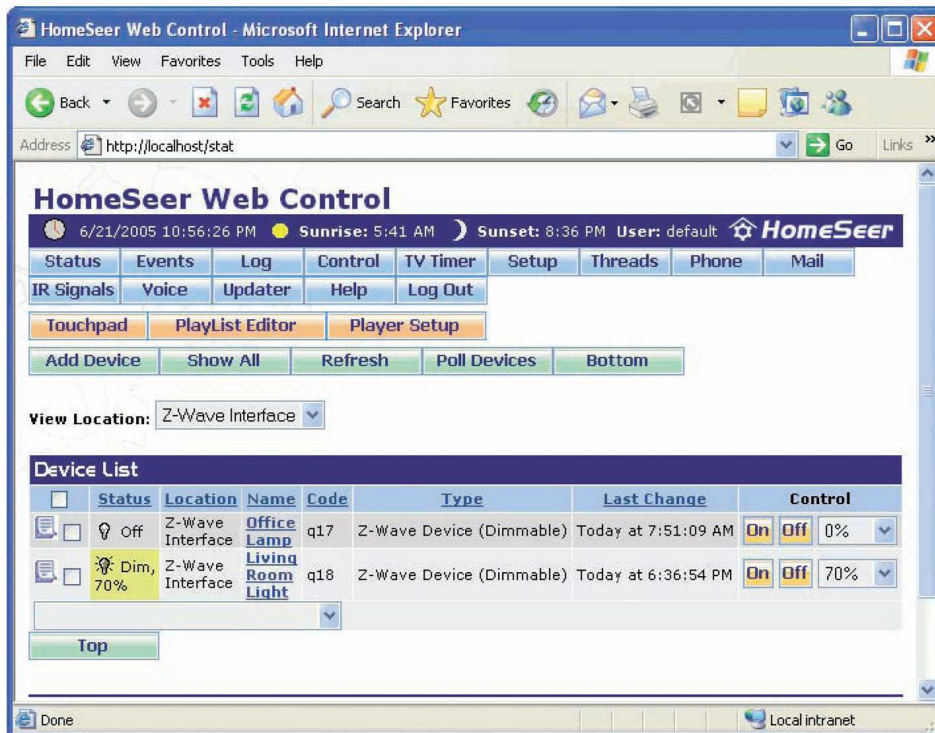 HomeSeer Web Control - Microsoft Internet Explorer
File Edit View Favorites Tools Help
Back Search Favorites
Address http://localhost/stat Go Links »
HomeSeer Web Control
6/21/2005 10:56:26 PM Sunrise: 5:41 AM Sunset: 8:36 PM User: default HomeSeer
Status Events Log Control TV Timer Setup Threads Phone Mail
IR Signals Voice Updater Help Log Out
Touchpad PlayList Editor Player Setup
Add Device Show All Refresh Poll Devices Bottom
View Location: Z-Wave Interface
Device List
Status Location Name Code Type Last Change Control
Off Z-Wave Interface Office Lamp q17 Z-Wave Device (Dimmable) Today at 7:51:09 AM On Off 0%
Dim, 70% Z-Wave Interface Living Room Light q18 Z-Wave Device (Dimmable) Today at 6:36:54 PM On Off 70%
Top
Done Local intranet